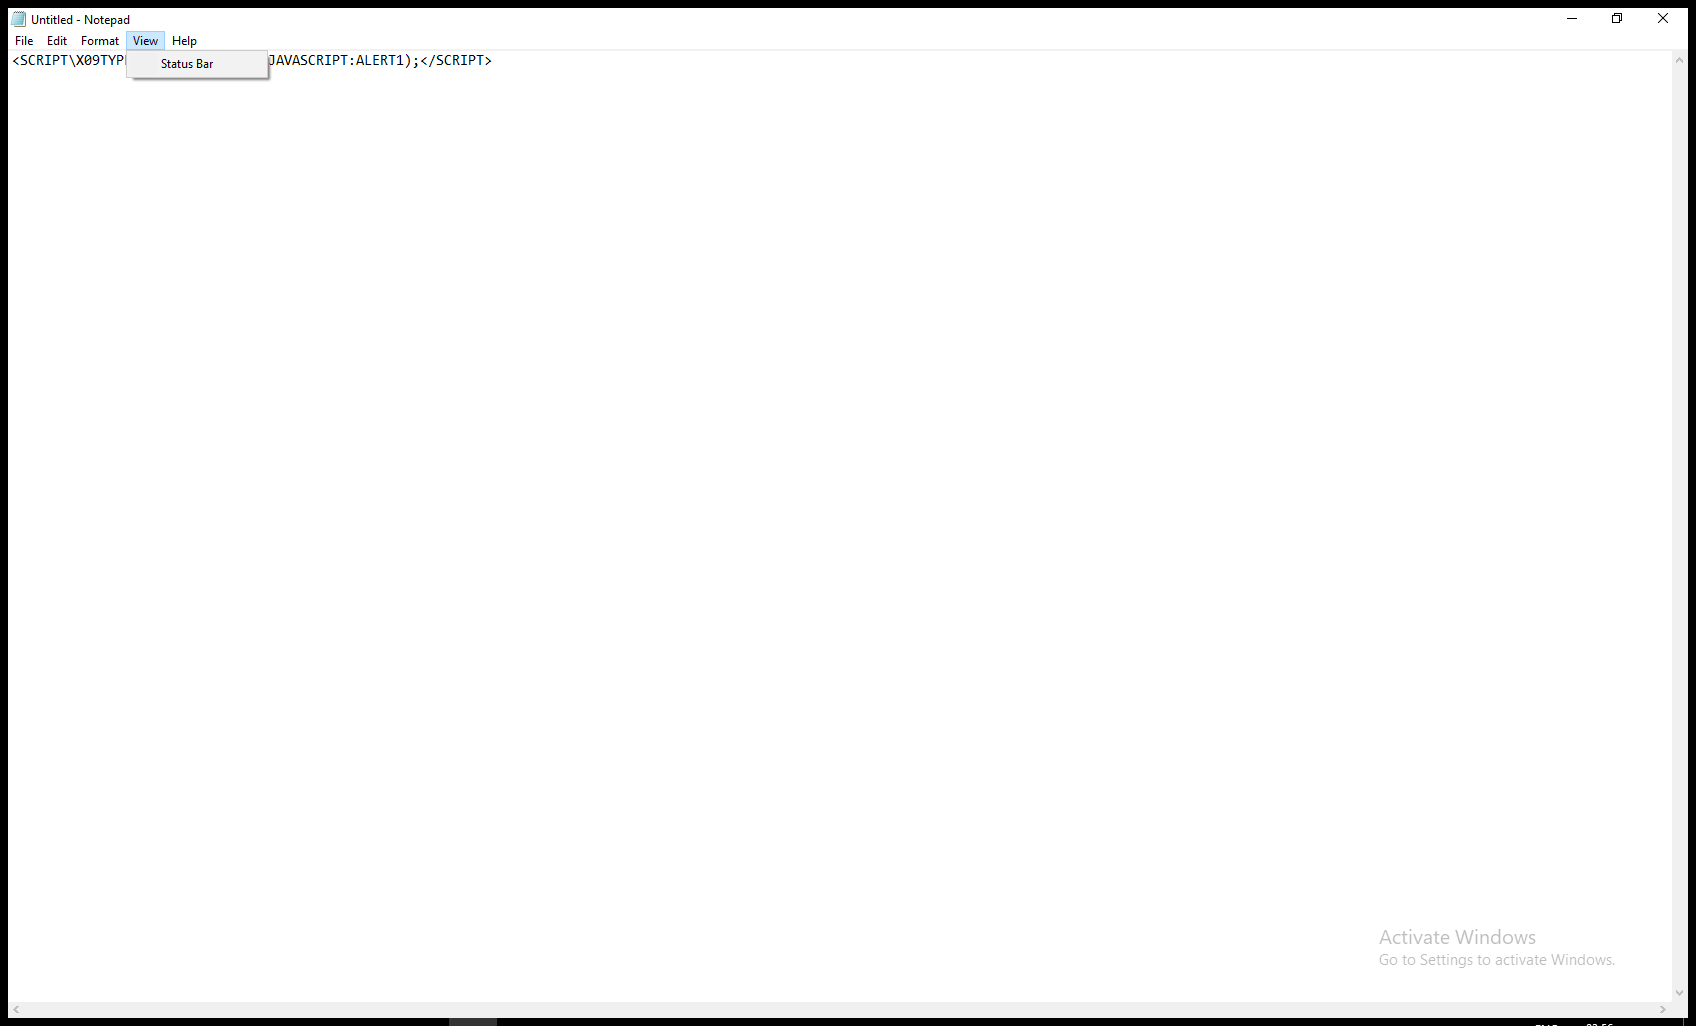 Untitled - Notepad
File Edit Format View Help
<SCRIPT\X09TYP JAVASCRIPT:ALERT1);</SCRIPT>
Status Bar
Activate Windows
Go to Settings to activate Windows.